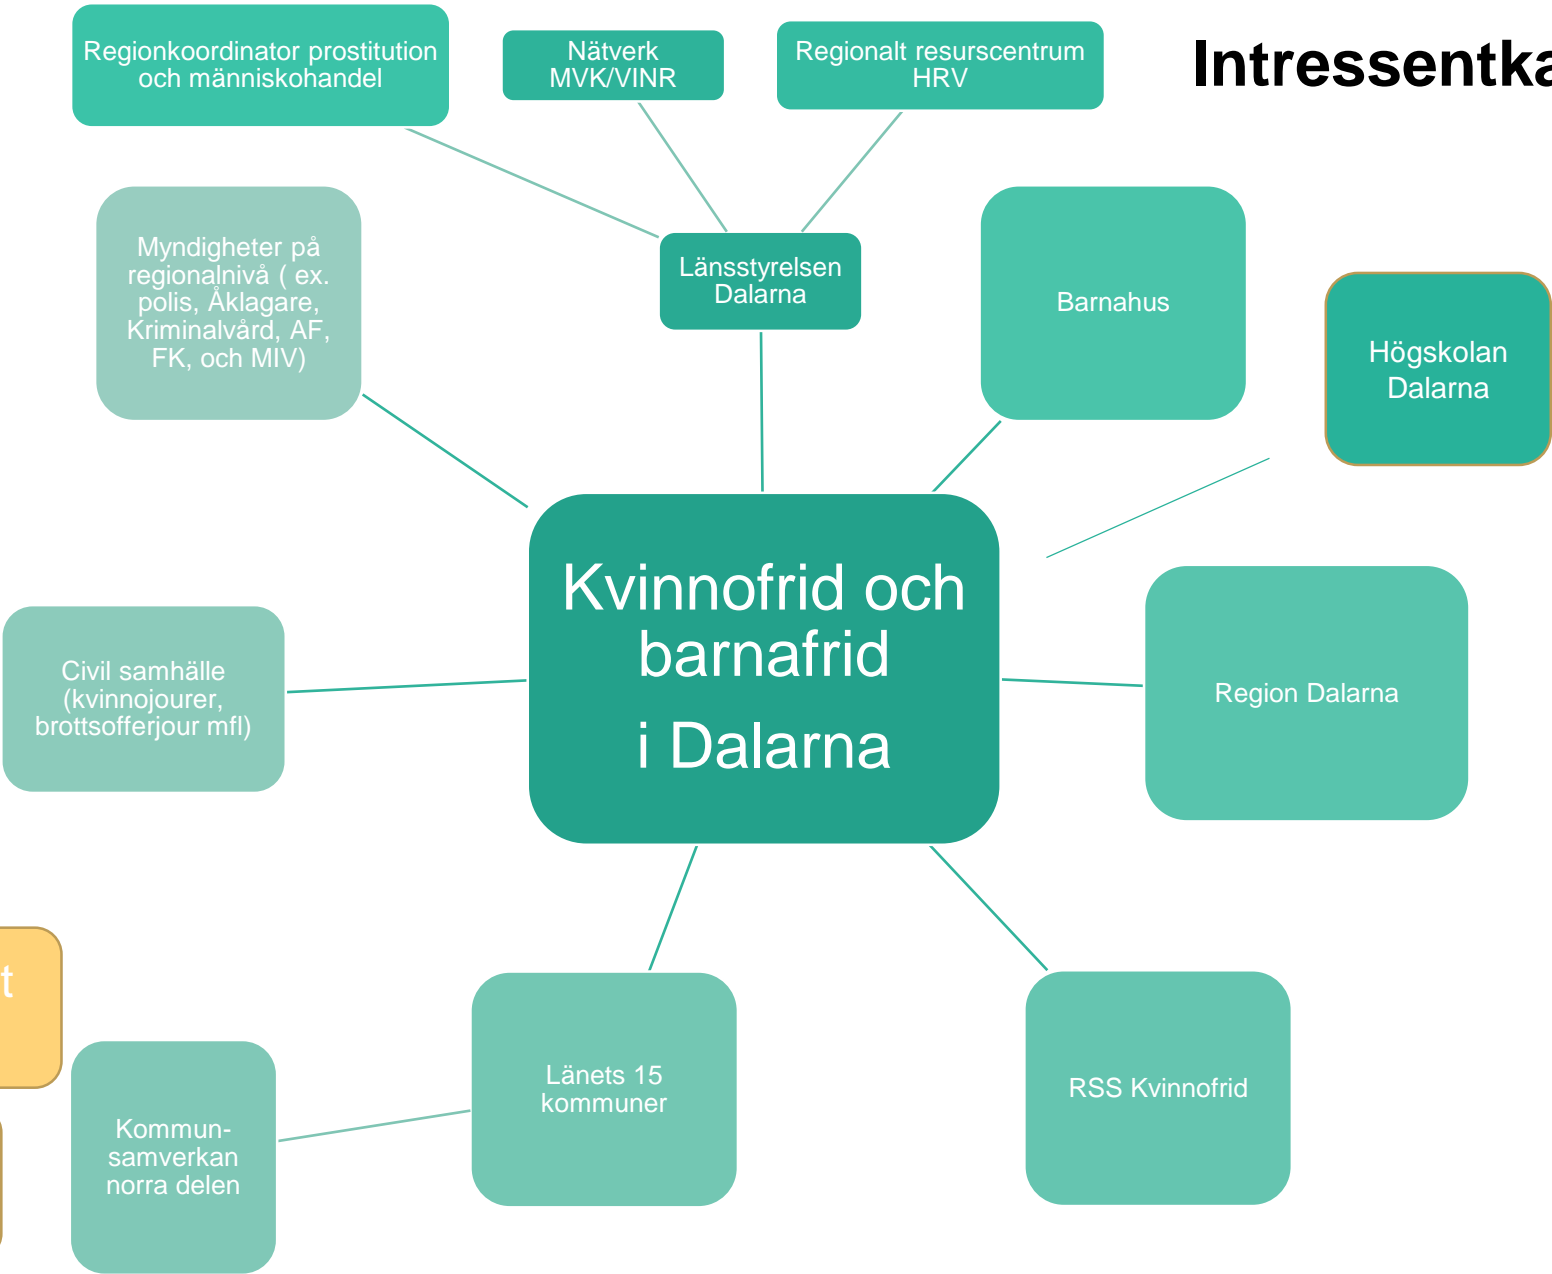 Regionkoordinator prostitution
och människohandel
Nätverk
MVK/VINR
Regionalt resurscentrum
HRV
Myndigheter på
regionalnivå ( ex.
polis, Åklagare,
Kriminalvård, AF,
FK, och MIV)
Länsstyrelsen
Dalarna
Barnahus
Högskolan
Dalarna
Kvinnofrid och
barnafrid
i Dalarna
Civil samhälle
(kvinnojourer,
brottsofferjour mfl)
Region Dalarna
Kommun-
samverkan
norra delen
Länets 15
kommuner
RSS Kvinnofrid